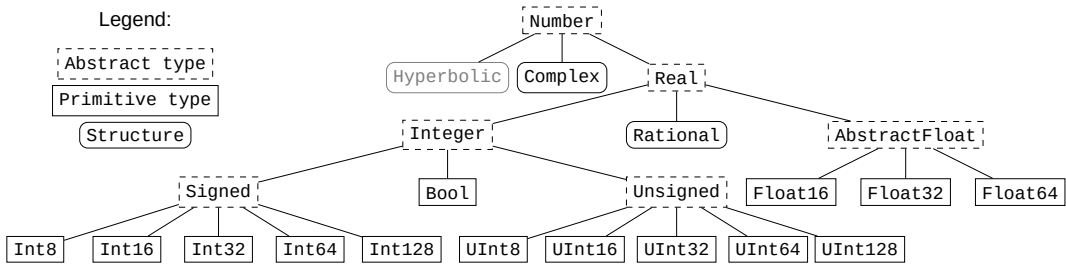 Legend:
Abstract type
Primitive type
Structure
Number
Hyperbolic Complex Real
Integer Rational AbstractFloat
Signed Bool Unsigned Float16 Float32 Float64
Int8 Int16 Int32 Int64 Int128 UInt8 UInt16 UInt32 UInt64 UInt128